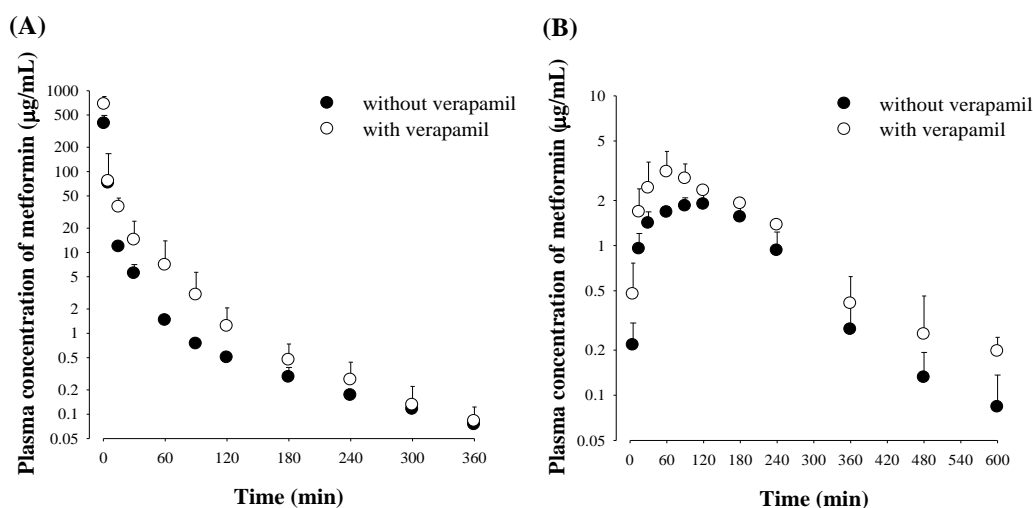 (A)
Plasma concentration of metformin (μg/mL)
1000
500
100
50
20
10
5
2
1
0.5
0.2
0.1
0.05
without verapamil
with verapamil
0 60 120 180 240 300 360
Time (min)
(B)
Plasma concentration of metformin (μg/mL)
10
5
2
1
0.5
0.2
0.1
0.05
without verapamil
with verapamil
0 60 120 180 240 300 360 420 480 540 600
Time (min)